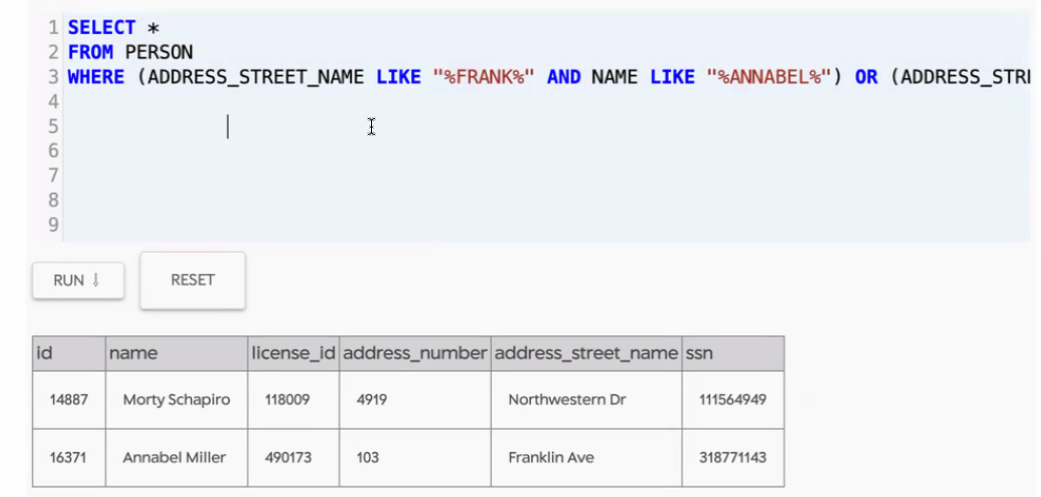 1 SELECT *
2 FROM PERSON
3 WHERE (ADDRESS_STREET_NAME LIKE "%FRANK%" AND NAME LIKE "%ANNABEL%") OR (ADDRESS_STR
4
5
6
7
8
9
RUN ↓ RESET
id name license_id address_number address_street_name ssn
14887 Morty Schapiro 118009 4919 Northwestern Dr 111564949
16371 Annabel Miller 490173 103 Franklin Ave 318771143